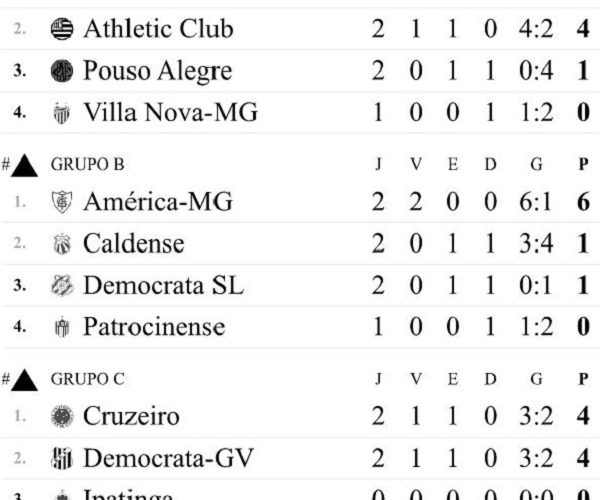 2. Athletic Club 2 1 1 0 4:2 4
3. Pouso Alegre 2 0 1 1 0:4 1
4. Villa Nova-MG 1 0 0 1 1:2 0
# GRUPO B J V E D G P
1. América-MG 2 2 0 0 6:1 6
2. Caldense 2 0 1 1 3:4 1
3. Democrata SL 2 0 1 1 0:1 1
4. Patrocinense 1 0 0 1 1:2 0
# GRUPO C J V E D G P
1. Cruzeiro 2 1 1 0 3:2 4
2. Democrata-GV 2 1 1 0 3:2 4
3. Ipatinga 0 0 0 0 0:0 0